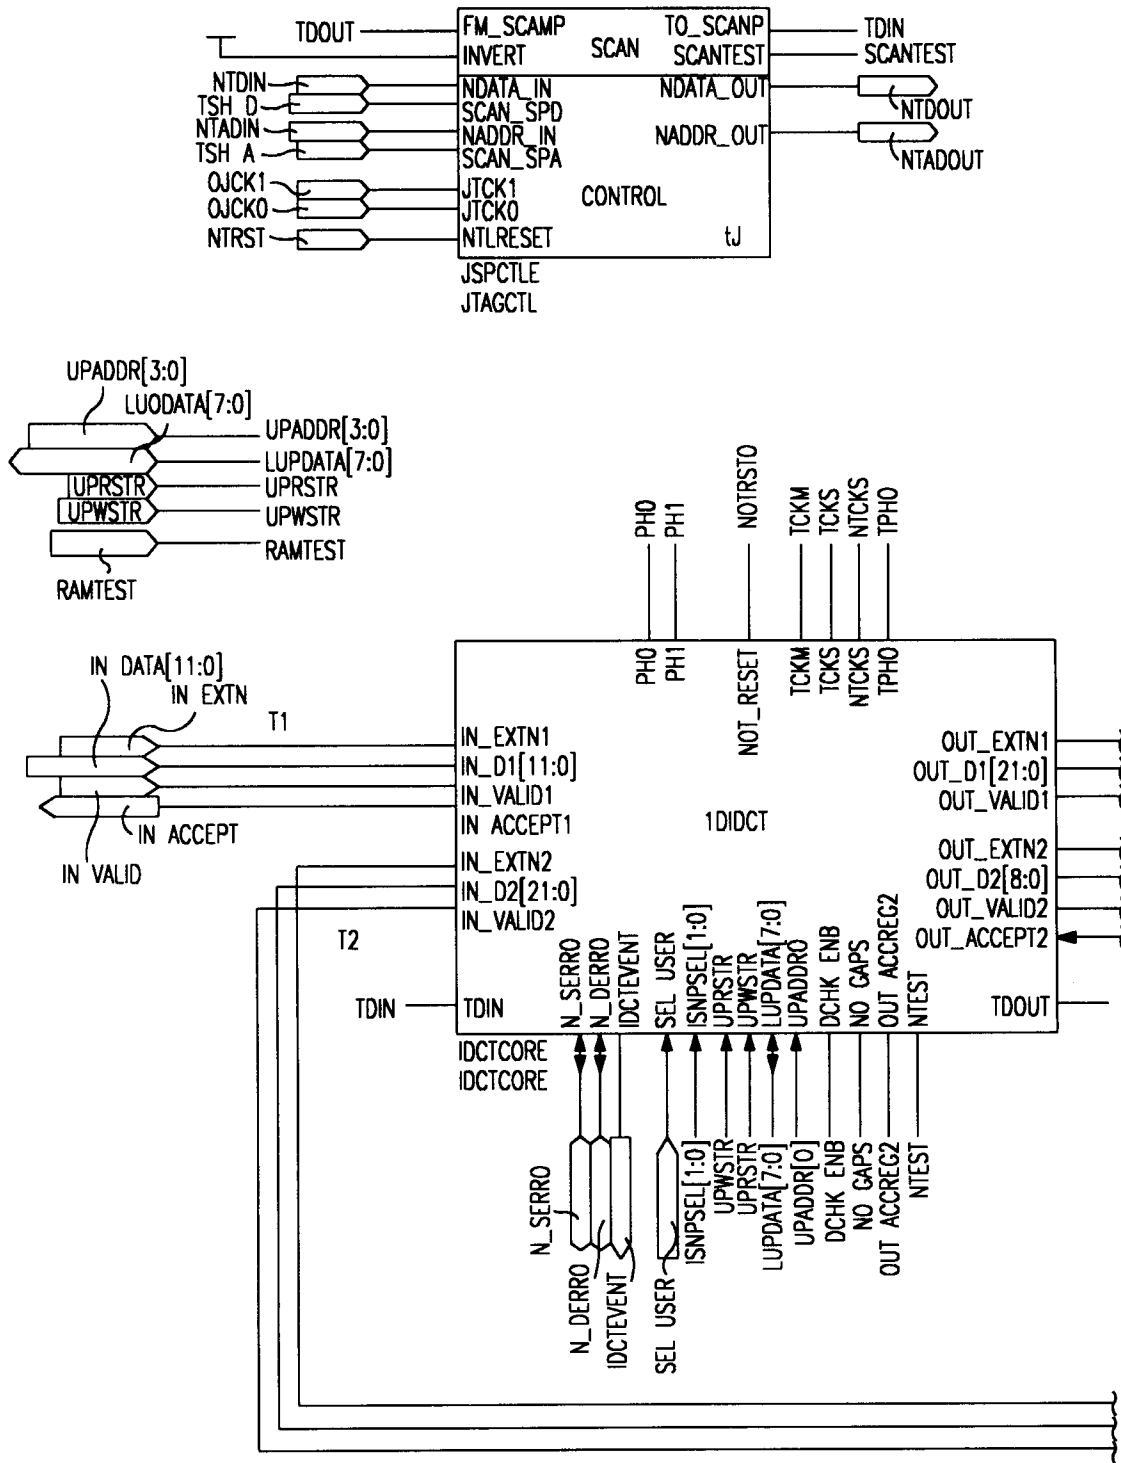 TDOUT
FM_SCAMP
SCAN
TO_SCANP
TDIN
INVERT
SCANTEST
SCANTEST
NTDIN
NDATA_IN
NDATA_OUT
TSH D
SCAN_SPD
NTDOUT
NTADIN
NADDR_IN
NADDR_OUT
TSH A
SCAN_SPA
NTADOUT
OJCK1
JTCK1
CONTROL
OJCK0
JTCK0
NTRST
NTLRESET
tJ
JSPCTLE
JTAGCTL
UPADDR[3:0]
LUODATA[7:0]
UPADDR[3:0]
LUPDATA[7:0]
UPRSTR
UPRSTR
UPWSTR
UPWSTR
RAMTEST
RAMTEST
PH0
PH1
NOTRST0
TCKM
TCKS
NTCKS
TPH0
PH0
PH1
NOT_RESET
TCKM
TCKS
NTCKS
TPH0
IN DATA[11:0]
IN EXTN
T1
IN_EXTN1
IN_D1[11:0]
IN_VALID1
IN ACCEPT1
IN ACCEPT
IN VALID
IN_EXTN2
IN_D2[21:0]
IN_VALID2
T2
1DIDCT
OUT_EXTN1
OUT_D1[21:0]
OUT_VALID1
OUT_EXTN2
OUT_D2[8:0]
OUT_VALID2
OUT_ACCEPT2
TDIN
TDIN
TDOUT
N_SERRO
N_DERRO
IDCTEVENT
SEL USER
ISNPSEL[1:0]
UPRSTR
UPWSTR
LUPDATA[7:0]
UPADDR0
DCHK ENB
NO GAPS
OUT ACCREG2
NTEST
IDCTCORE
IDCTCORE
N_SERRO
N_DERRO
IDCTEVENT
SEL USER
ISNPSEL[1:0]
UPWSTR
UPRSTR
LUPDATA[7:0]
UPADDR[0]
DCHK ENB
NO GAPS
OUT ACCREG2
NTEST